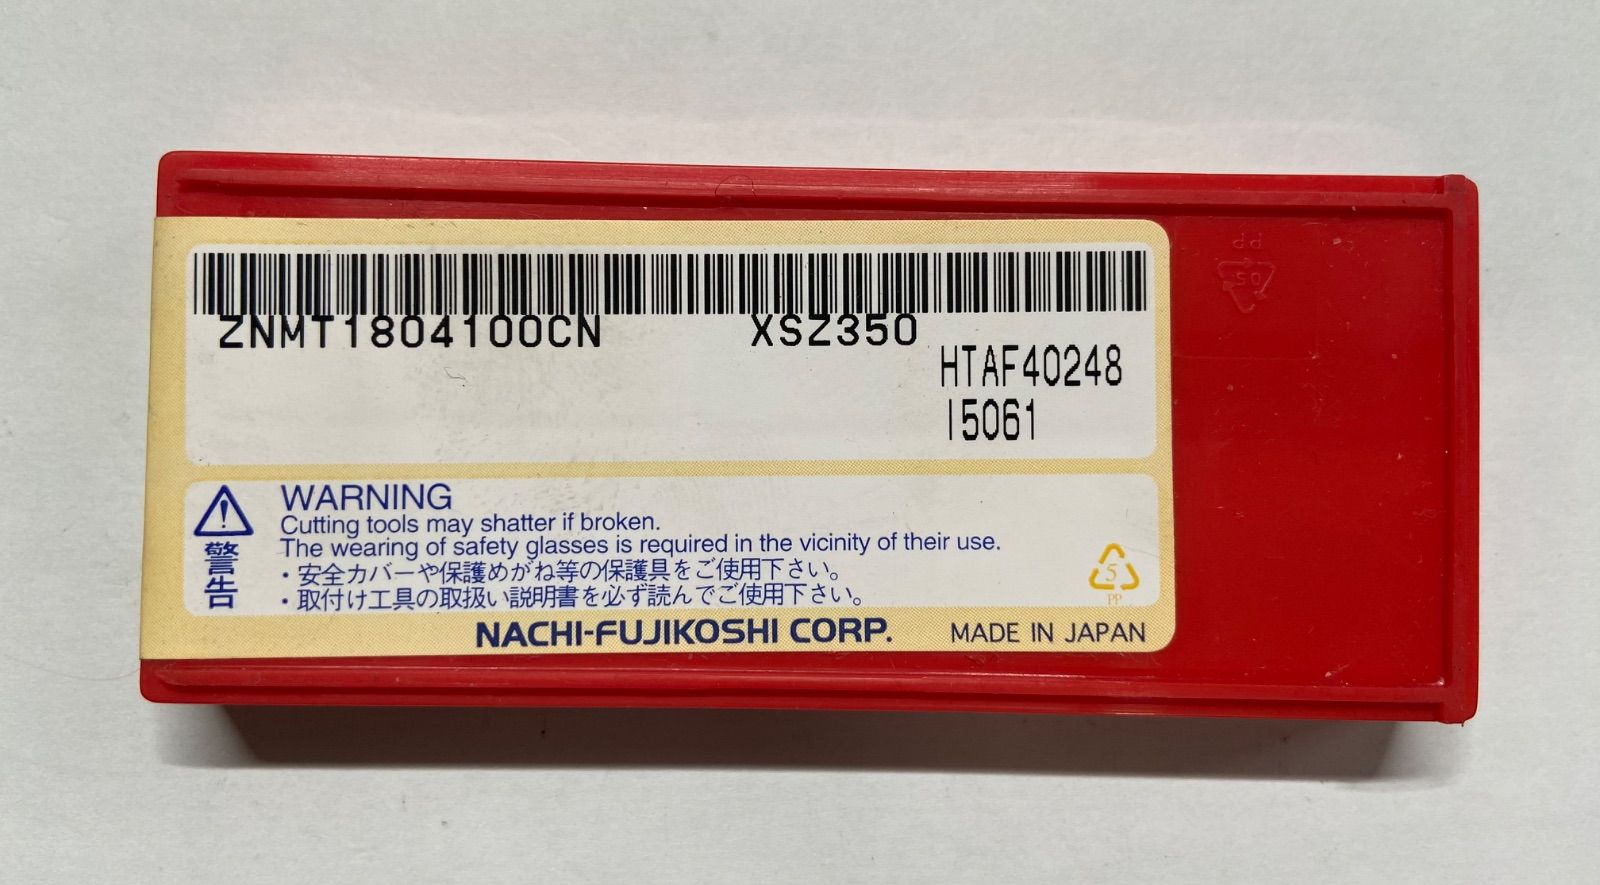 ZNMT1804100CN XSZ350
HTAF40248
I5061
WARNING
Cutting tools may shatter if broken.
The wearing of safety glasses is required in the vicinity of their use.
警告
・安全カバーや保護めがね等の保護具をご使用下さい。
・取付け工具の取扱い説明書を必ず読んでご使用下さい。
5
PP
NACHI-FUJIKOSHI CORP. MADE IN JAPAN
PP
05